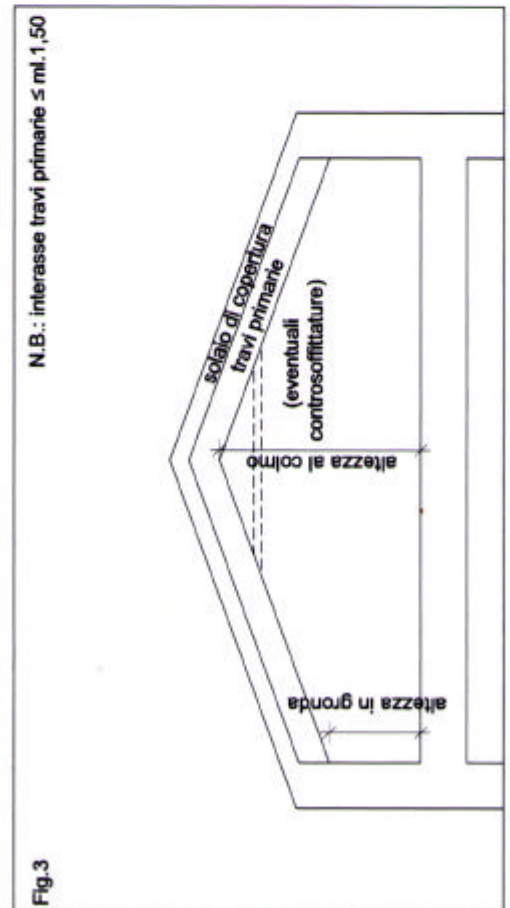 Fig.3
N.B.: interasse travi primarie ≤ ml.1,50
solaio di copertura
travi primarie
(eventuali
controsoffittature)
altezza al colmo
altezza in gronda